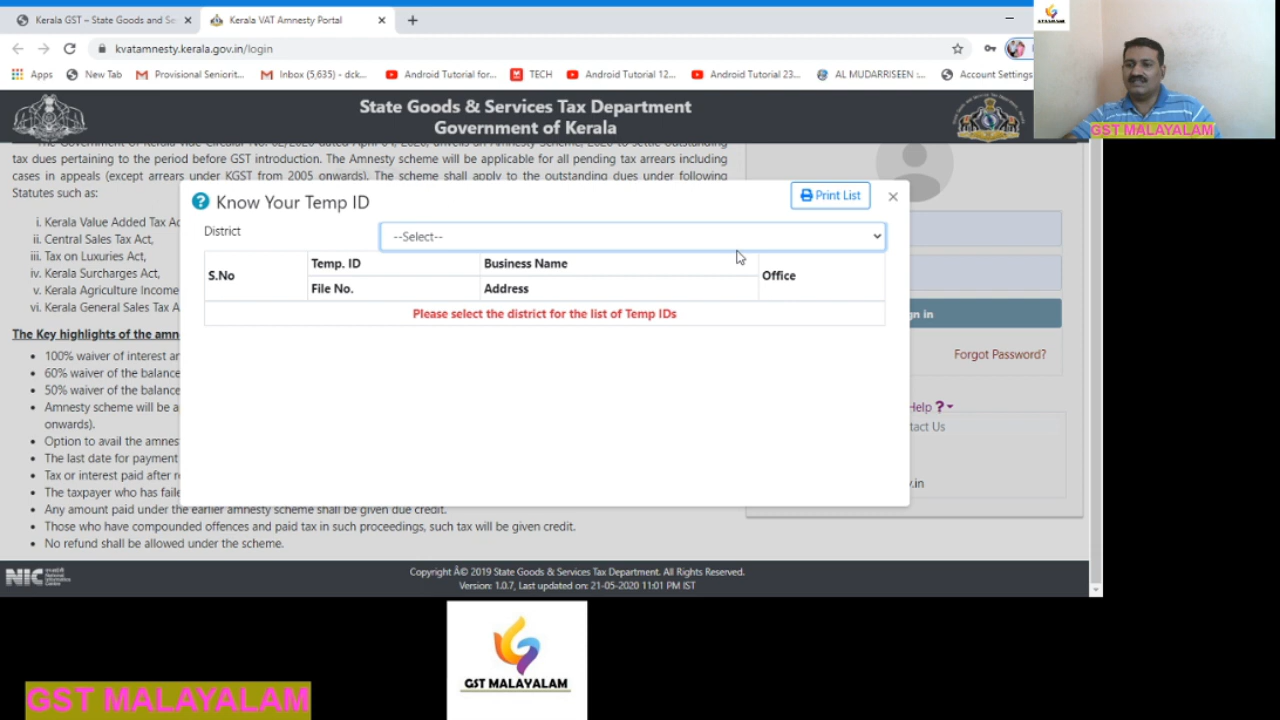 Kerala GST – State Goods and Se
Kerala VAT Amnesty Portal
kvatamnesty.kerala.gov.in/login
Apps
New Tab
Provisional Seniorit...
Inbox (5,635) - dck...
Android Tutorial for...
TECH
Android Tutorial 12...
Android Tutorial 23...
AL MUDARRISEEN :...
Account Settings
GST MALAYALAM
State Goods & Services Tax Department
Government of Kerala
tax dues pertaining to the period before GST introduction. The Amnesty scheme will be applicable for all pending tax arrears including
cases in appeals (except arrears under KGST from 2005 onwards). The scheme shall apply to the outstanding dues under following
Statutes such as:
i. Kerala Value Added Tax Ac
ii. Central Sales Tax Act,
iii. Tax on Luxuries Act,
iv. Kerala Surcharges Act,
v. Kerala Agriculture Income
vi. Kerala General Sales Tax A
The Key highlights of the amn
100% waiver of interest an
60% waiver of the balance
50% waiver of the balance
Amnesty scheme will be a
onwards).
Option to avail the amnes
The last date for payment
Tax or interest paid after r
The taxpayer who has faile
Any amount paid under the earlier amnesty scheme shall be given due credit.
Those who have compounded offences and paid tax in such proceedings, such tax will be given credit.
No refund shall be allowed under the scheme.
Know Your Temp ID
Print List
District
--Select--
S.No
Temp. ID
Business Name
Office
File No.
Address
Please select the district for the list of Temp IDs
gn in
Forgot Password?
Help ?
tact Us
.in
NIC
Copyright Â© 2019 State Goods & Services Tax Department. All Rights Reserved.
Version: 1.0.7, Last updated on: 21-05-2020 11:01 PM IST
GST MALAYALAM
GST MALAYALAM